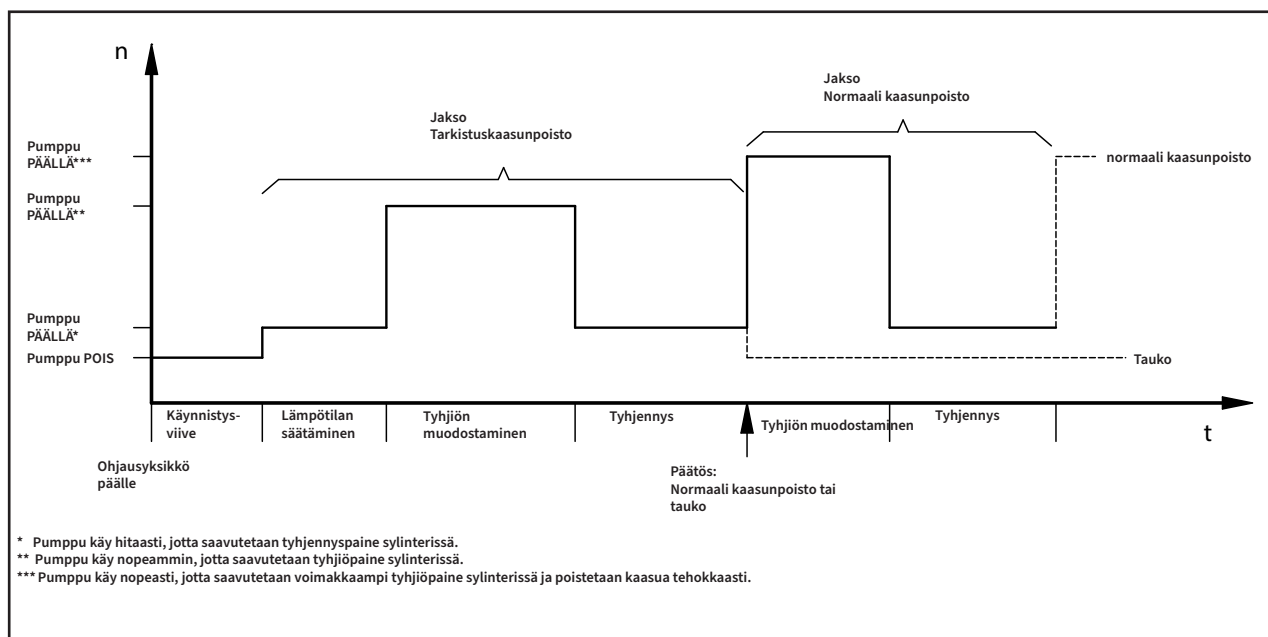 n
Jakso
Normaali kaasunpoisto
Jakso
Tarkistuskaasunpoisto
Pumppu
PÄÄLLÄ***
normaali kaasunpoisto
Pumppu
PÄÄLLÄ**
Pumppu
PÄÄLLÄ*
Pumppu POIS
Tauko
Käynnistys-
viive
Lämpötilan
säätäminen
Tyhjiön
muodostaminen
Tyhjennys
Tyhjiön muodostaminen
Tyhjennys
t
Ohjausyksikkö
päälle
Päätös:
Normaali kaasunpoisto tai
tauko
* Pumppu käy hitaasti, jotta saavutetaan tyhjennyspaine sylinterissä.
** Pumppu käy nopeammin, jotta saavutetaan tyhjiöpaine sylinterissä.
*** Pumppu käy nopeasti, jotta saavutetaan voimakkaampi tyhjiöpaine sylinterissä ja poistetaan kaasua tehokkaasti.